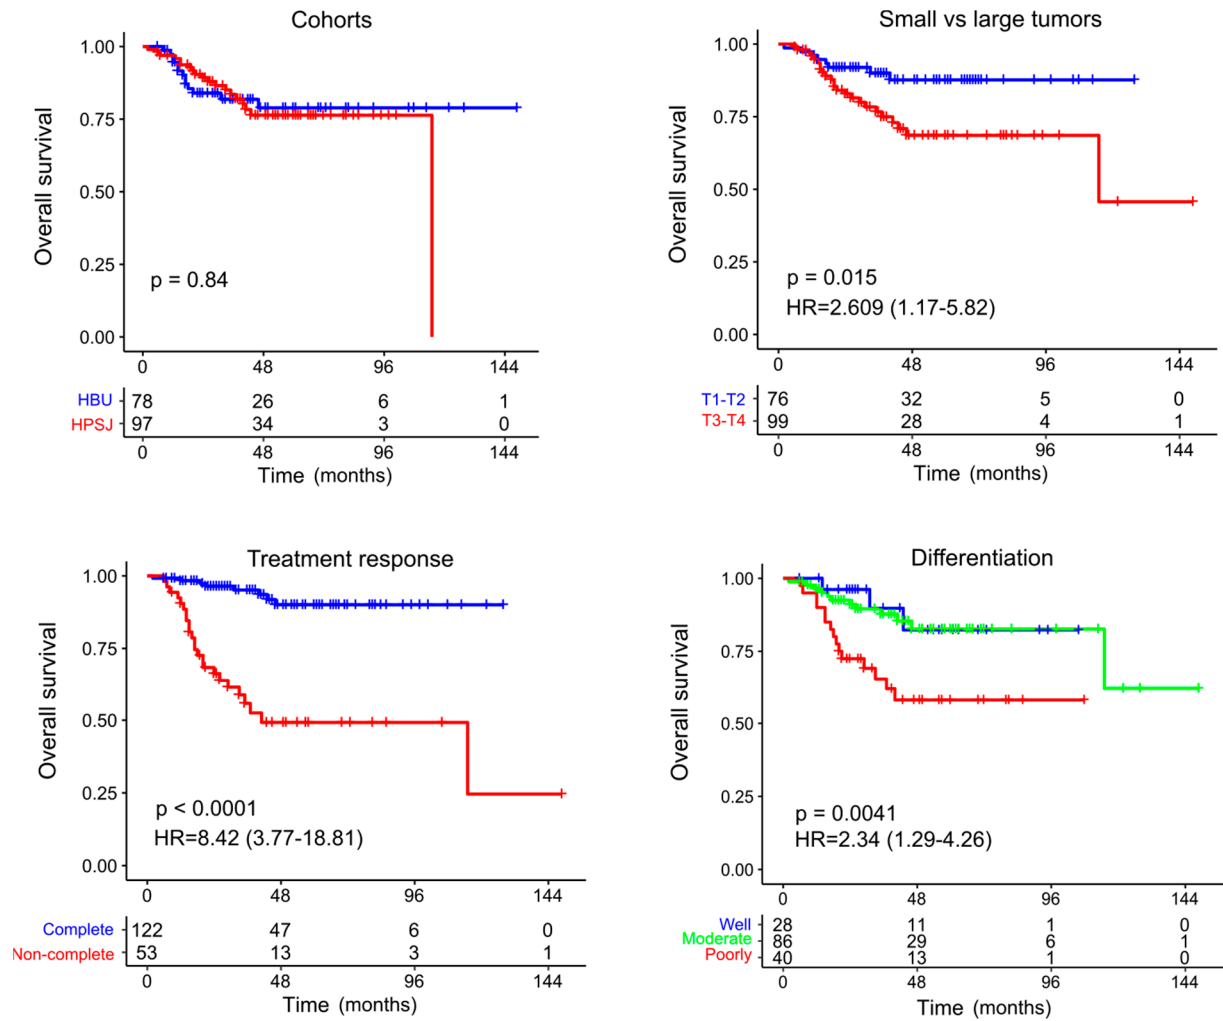 Cohorts
Overall survival
1.00
0.75
0.50
0.25
0.00
p = 0.84
0 48 96 144
HBU 78 26 6 1
HPSJ 97 34 3 0
0 48 96 144
Time (months)
Small vs large tumors
Overall survival
1.00
0.75
0.50
0.25
0.00
p = 0.015
HR=2.609 (1.17-5.82)
0 48 96 144
T1-T2 76 32 5 0
T3-T4 99 28 4 1
0 48 96 144
Time (months)
Treatment response
Overall survival
1.00
0.75
0.50
0.25
0.00
p < 0.0001
HR=8.42 (3.77-18.81)
0 48 96 144
Complete 122 47 6 0
Non-complete 53 13 3 1
0 48 96 144
Time (months)
Differentiation
Overall survival
1.00
0.75
0.50
0.25
0.00
p = 0.0041
HR=2.34 (1.29-4.26)
0 48 96 144
Well 28 11 1 0
Moderate 86 29 6 1
Poorly 40 13 1 0
0 48 96 144
Time (months)